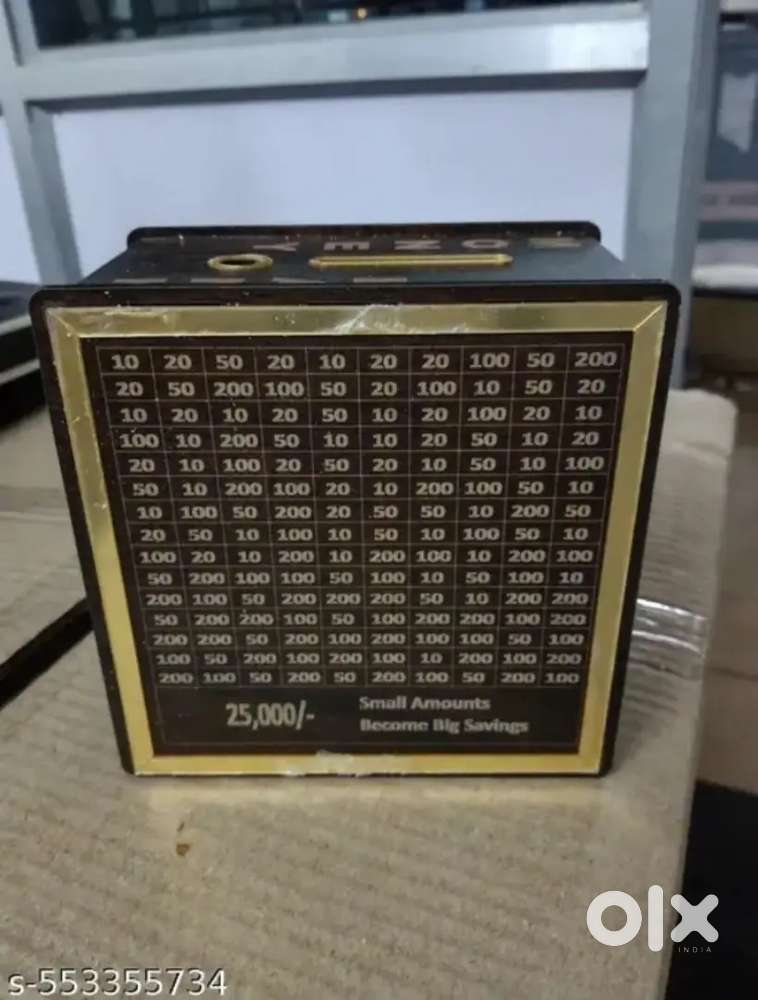 MONEY
10 20 50 20 10 20 20 100 50 200
20 50 200 100 50 20 100 10 50 20
10 20 10 20 50 10 20 100 20 10
100 10 200 50 10 10 20 50 10 20
20 10 100 20 50 20 10 50 10 100
50 10 200 100 20 10 200 100 50 10
10 100 50 200 20 50 50 10 200 50
20 50 10 100 10 50 10 100 50 10
100 20 10 200 10 200 100 10 200 100
50 200 100 100 50 100 10 50 100 10
200 100 50 200 200 200 50 10 200 200
50 200 200 100 50 100 200 200 100 200
200 200 50 200 100 200 100 100 50 100
100 50 200 100 200 100 10 200 100 200
200 100 50 200 50 200 100 50 200 100
25,000/- Small Amounts
Become Big Savings
olx
INDIA
s-553355734